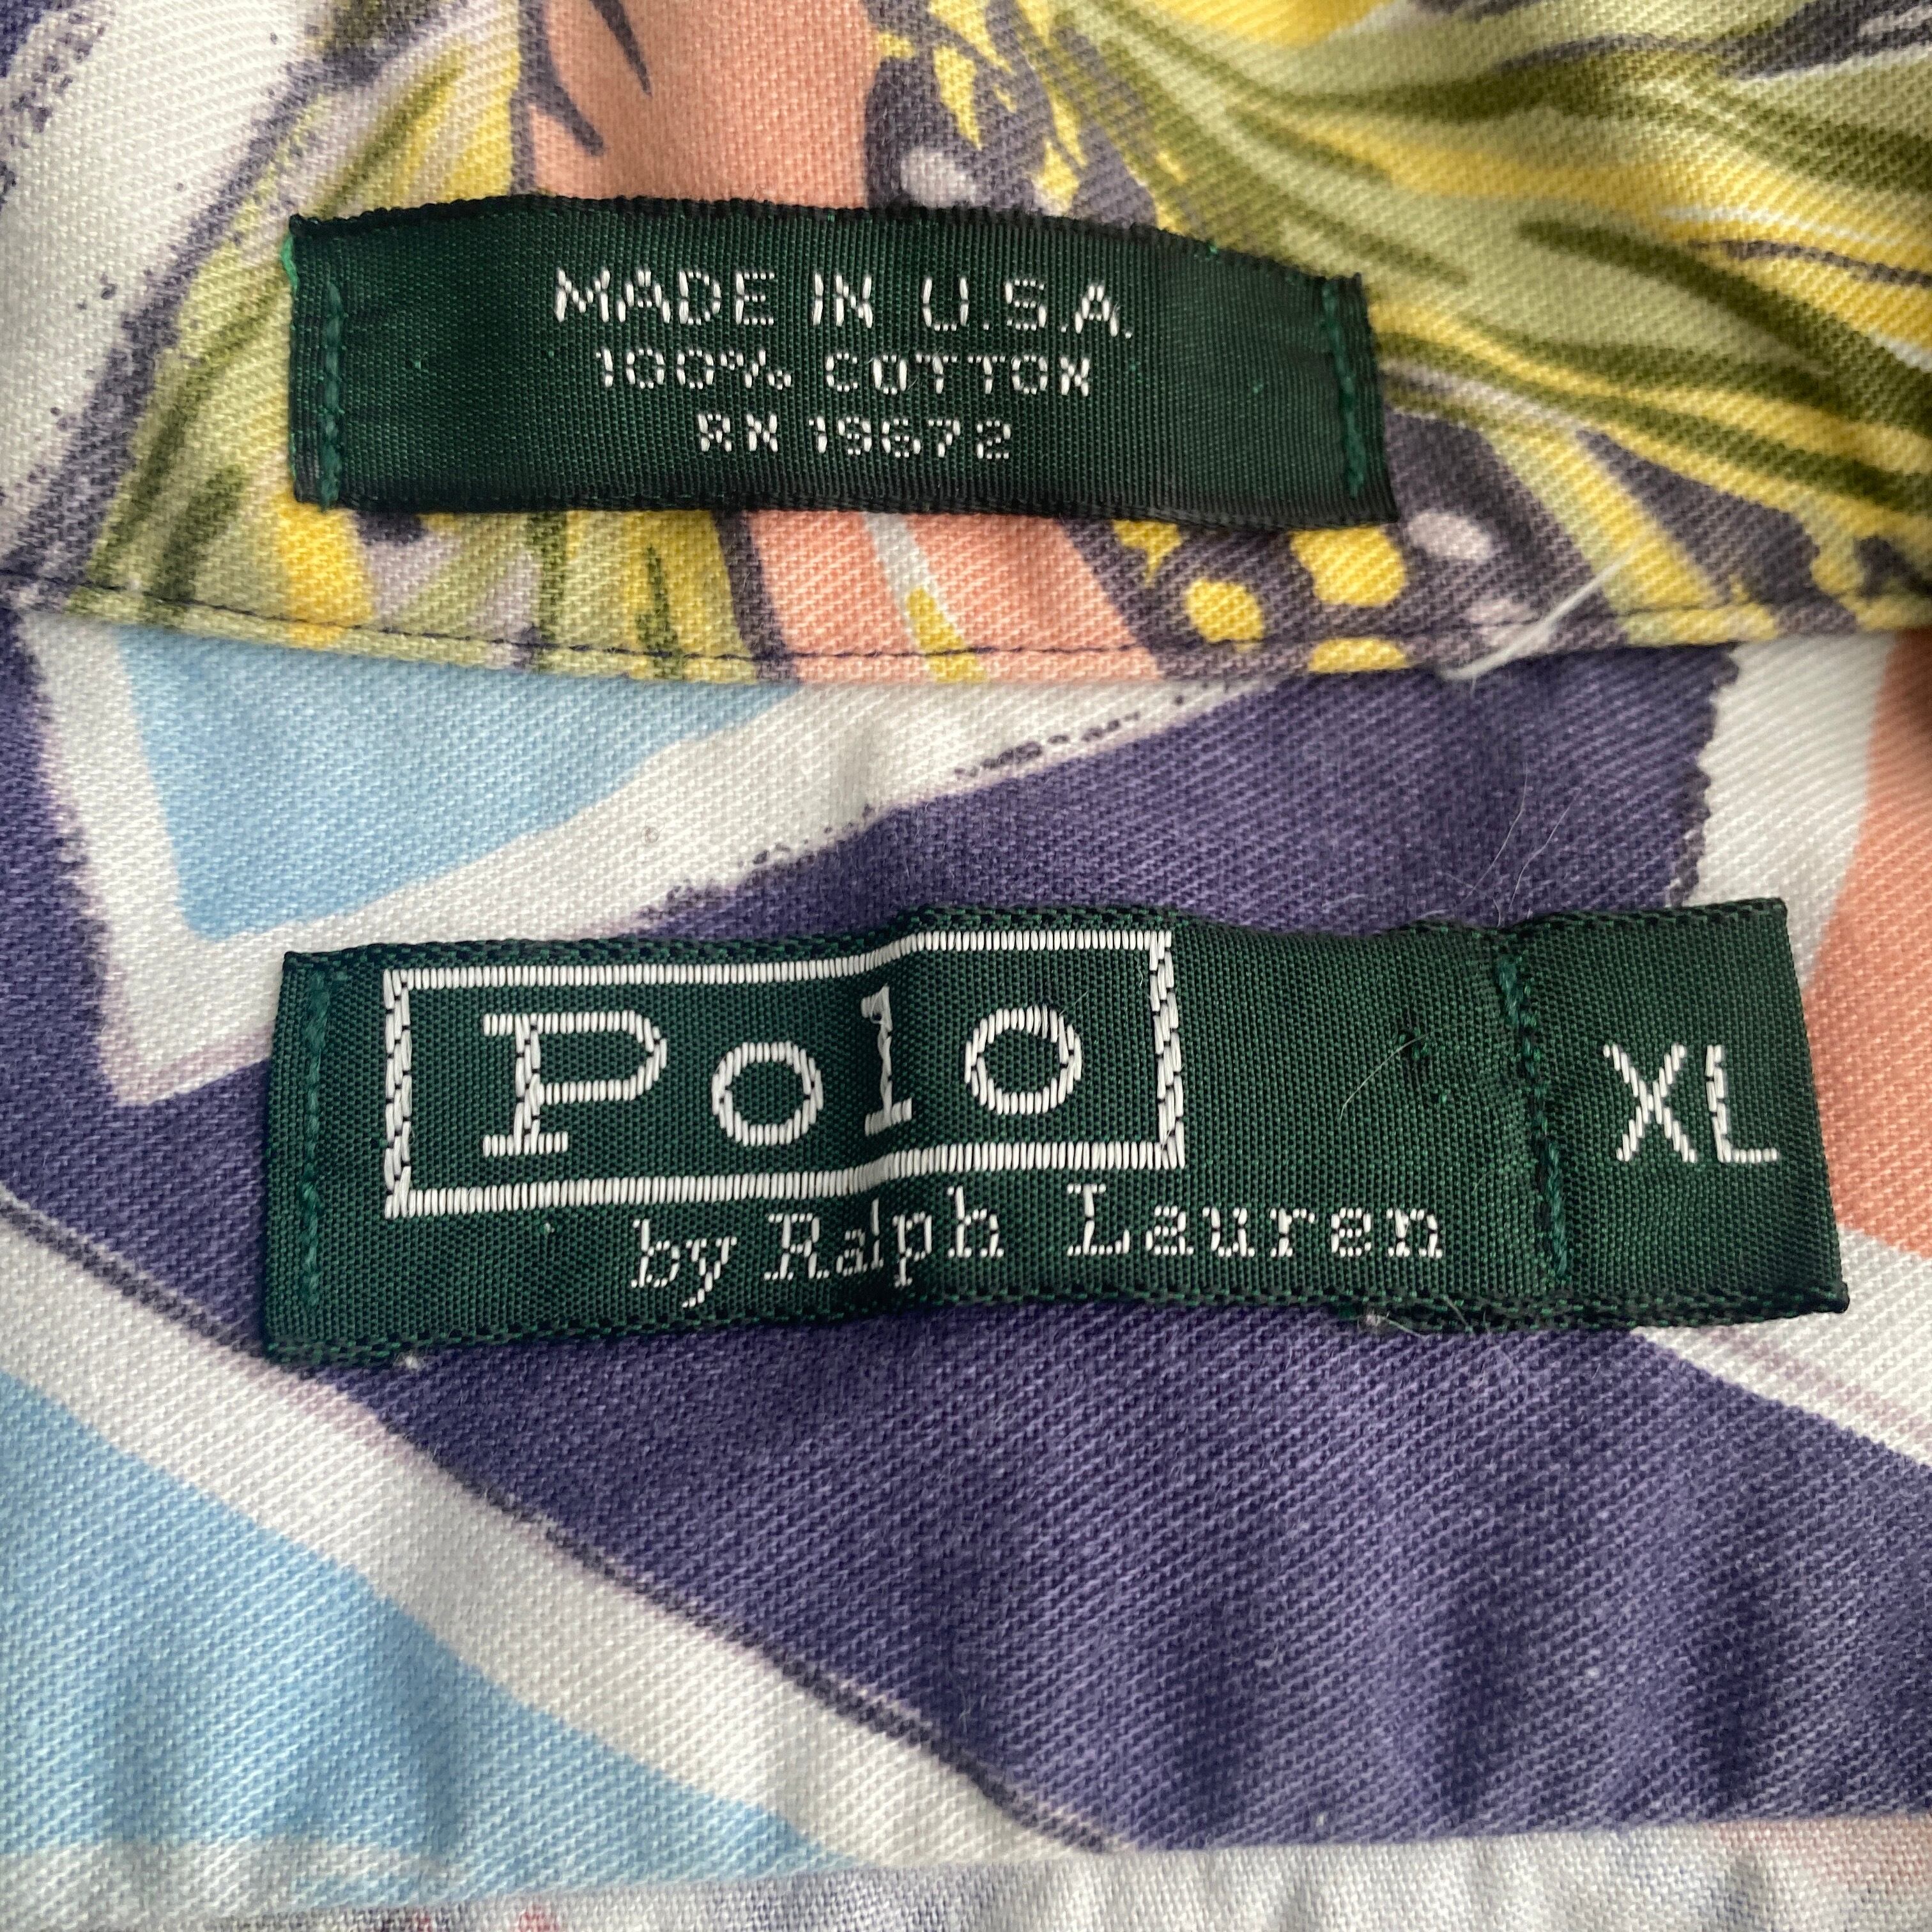 MADE IN U.S.A.
100% COTTON
RN 19672
Polo
by Ralph Lauren
XL